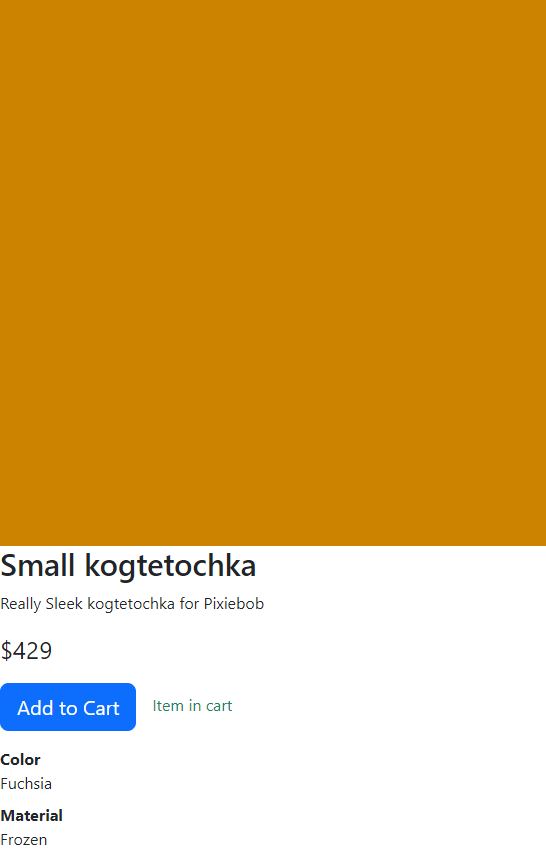 Small kogtetochka
Really Sleek kogtetochka for Pixiebob
$429
Add to Cart
Item in cart
Color
Fuchsia
Material
Frozen